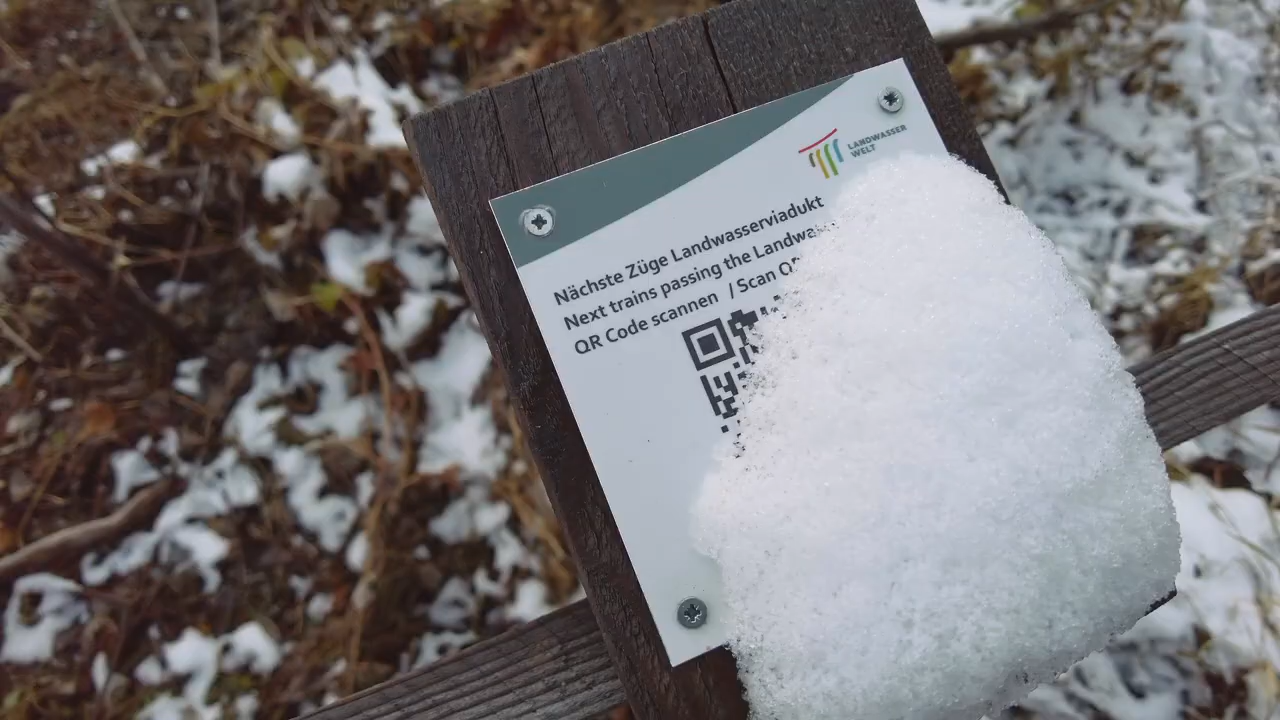 LANDWASSER
WELT
Nächste Züge Landwasserviadukt
Next trains passing the
QR Code scannen / Scan